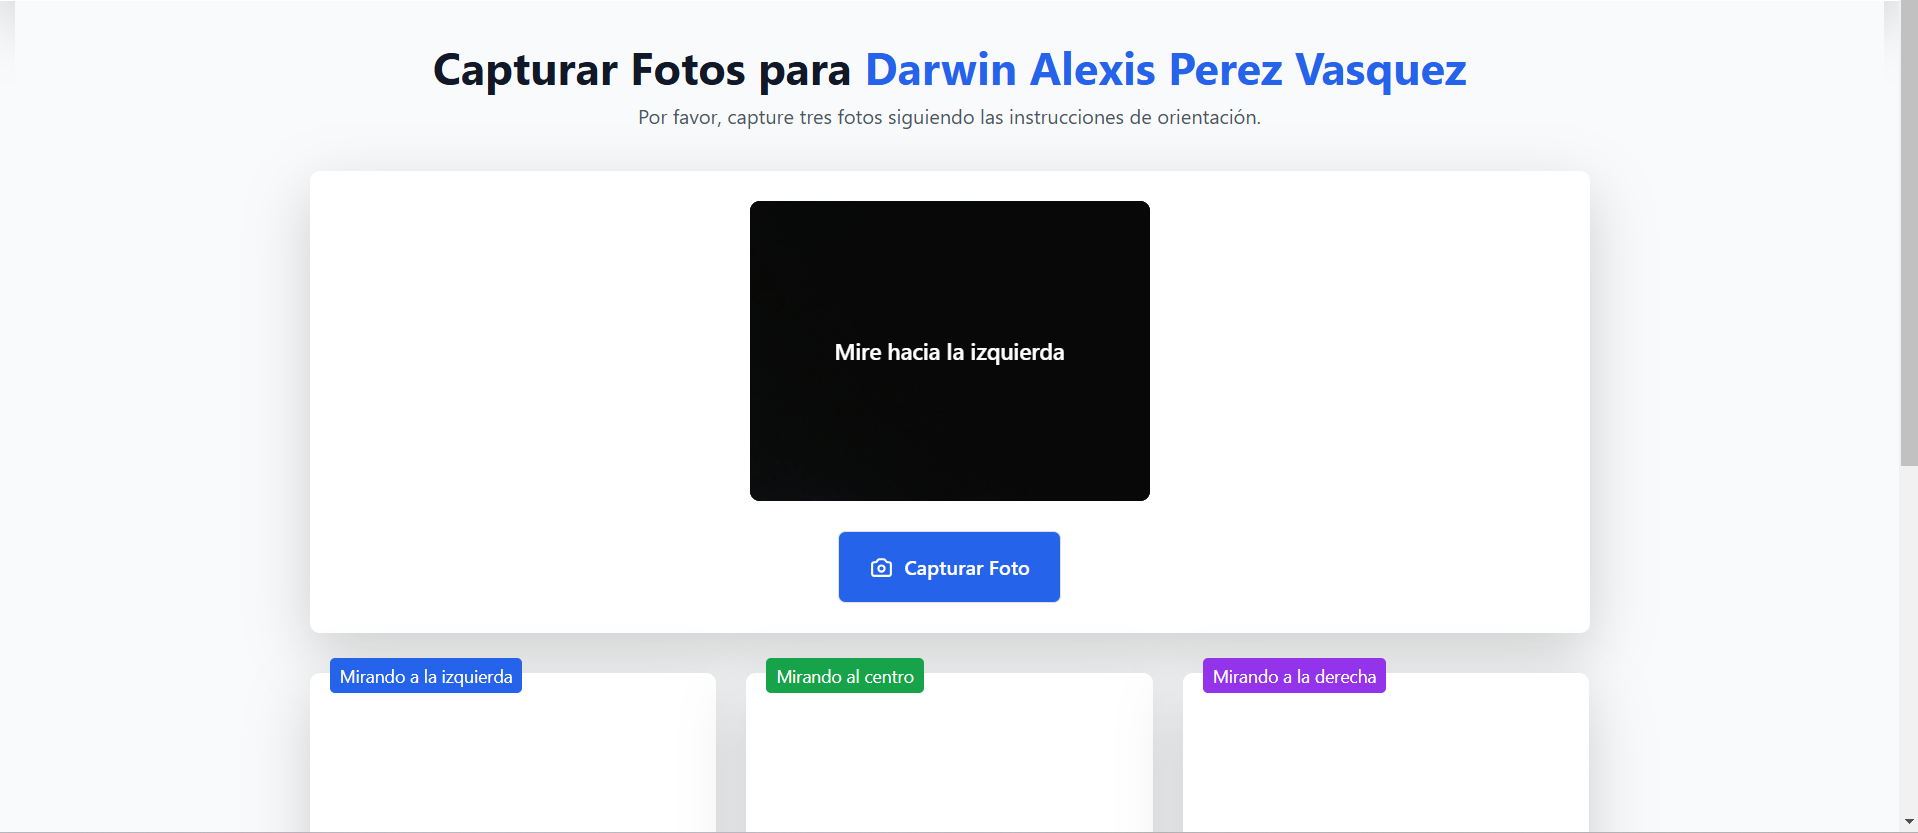 Capturar Fotos para Darwin Alexis Perez Vasquez
Por favor, capture tres fotos siguiendo las instrucciones de orientación.
Mire hacia la izquierda
Capturar Foto
Mirando a la izquierda
Mirando al centro
Mirando a la derecha